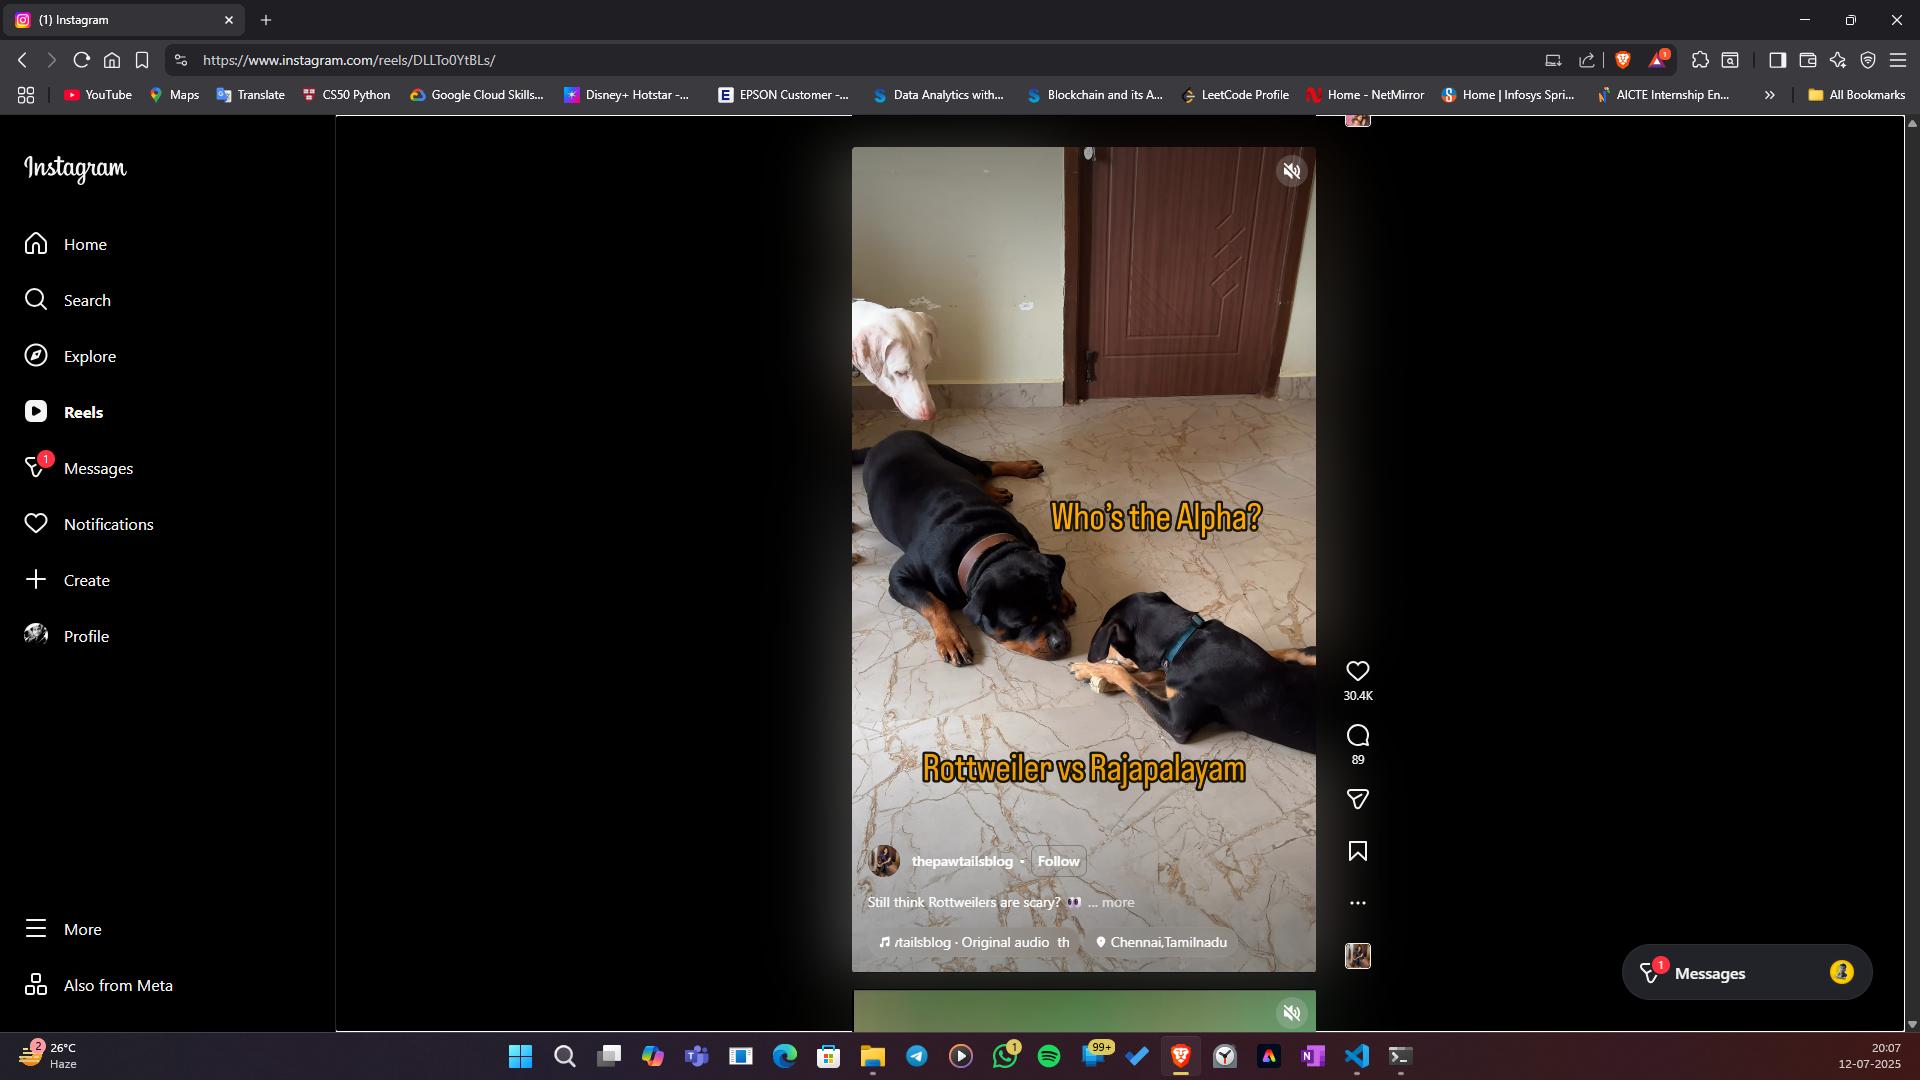 (1) Instagram
https://www.instagram.com/reels/DLLTo0YtBLs/
1
YouTube
Maps
Translate
CS50 Python
Google Cloud Skills...
Disney+ Hotstar -...
EPSON Customer -...
Data Analytics with...
Blockchain and its A...
LeetCode Profile
Home - NetMirror
Home | Infosys Spri...
AICTE Internship En...
All Bookmarks
Instagram
Home
Search
Explore
Reels
1
Messages
Notifications
Create
Profile
More
Also from Meta
Who's the Alpha?
Rottweiler vs Rajapalayam
thepawtailsblog • Follow
Still think Rottweilers are scary? 👀 ... more
/tailsblog · Original audio th
Chennai,Tamilnadu
30.4K
89
1
Messages
2
26°C
Haze
1
99+
20:07
12-07-2025